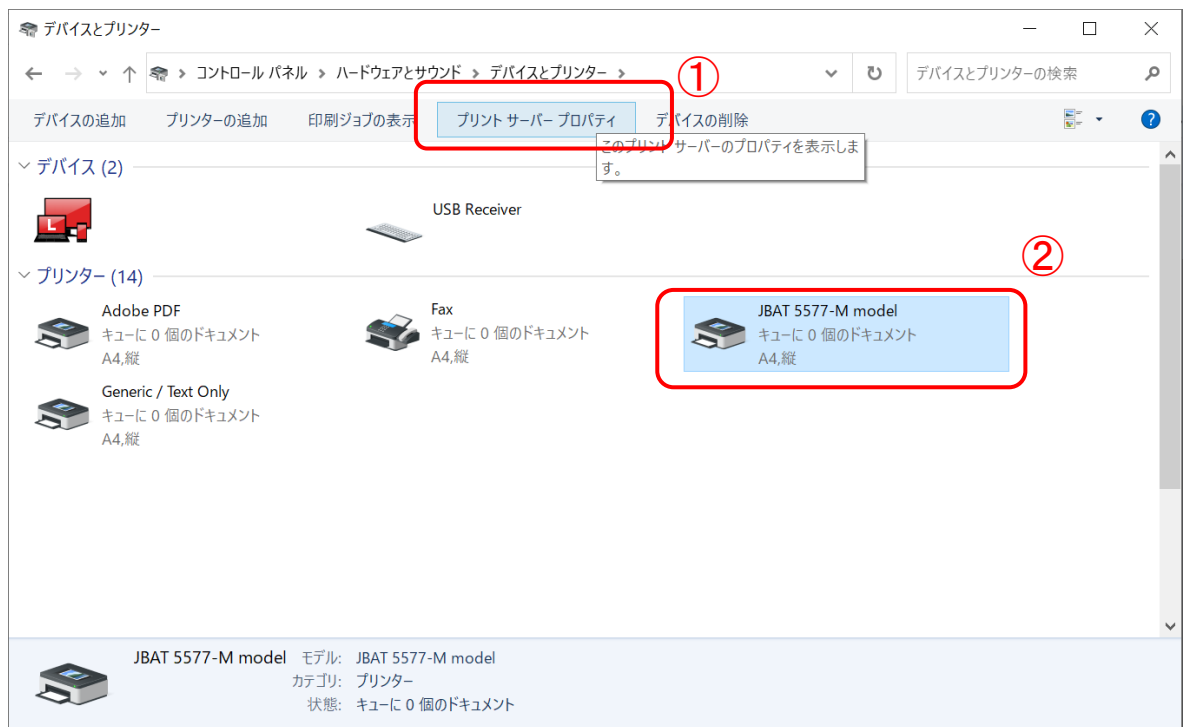 デバイスとプリンター
コントロール パネル > ハードウェアとサウンド > デバイスとプリンター >
①
デバイスとプリンターの検索
デバイスの追加 プリンターの追加 印刷ジョブの表示 プリント サーバー プロパティ デバイスの削除
このプリント サーバーのプロパティを表示しま
す。
デバイス (2)
L
USB Receiver
②
プリンター (14)
Adobe PDF
キューに 0 個のドキュメント
A4,縦
Fax
キューに 0 個のドキュメント
A4,縦
JBAT 5577-M model
キューに 0 個のドキュメント
A4,縦
Generic / Text Only
キューに 0 個のドキュメント
A4,縦
JBAT 5577-M model モデル: JBAT 5577-M model
カテゴリ: プリンター
状態: キューに 0 個のドキュメント